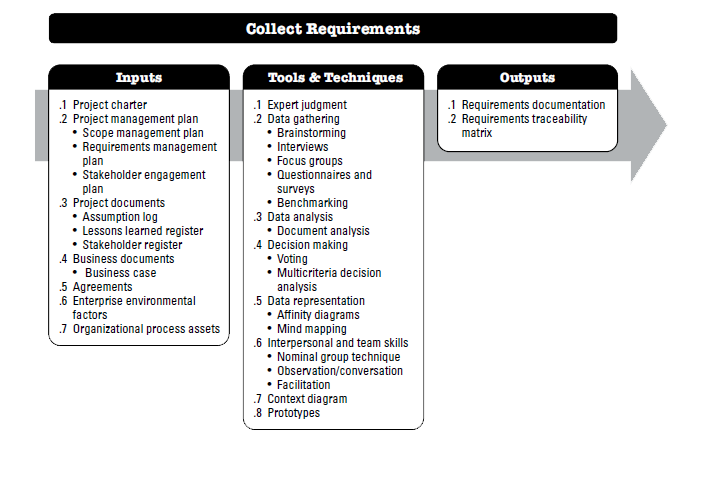 Collect Requirements
Inputs
.1 Project charter
.2 Project management plan
• Scope management plan
• Requirements management
plan
• Stakeholder engagement
plan
.3 Project documents
• Assumption log
• Lessons learned register
• Stakeholder register
.4 Business documents
• Business case
.5 Agreements
.6 Enterprise environmental
factors
.7 Organizational process assets
Tools & Techniques
.1 Expert judgment
.2 Data gathering
• Brainstorming
• Interviews
• Focus groups
• Questionnaires and
surveys
• Benchmarking
.3 Data analysis
• Document analysis
.4 Decision making
• Voting
• Multicriteria decision
analysis
.5 Data representation
• Affinity diagrams
• Mind mapping
.6 Interpersonal and team skills
• Nominal group technique
• Observation/conversation
• Facilitation
.7 Context diagram
.8 Prototypes
Outputs
.1 Requirements documentation
.2 Requirements traceability
matrix